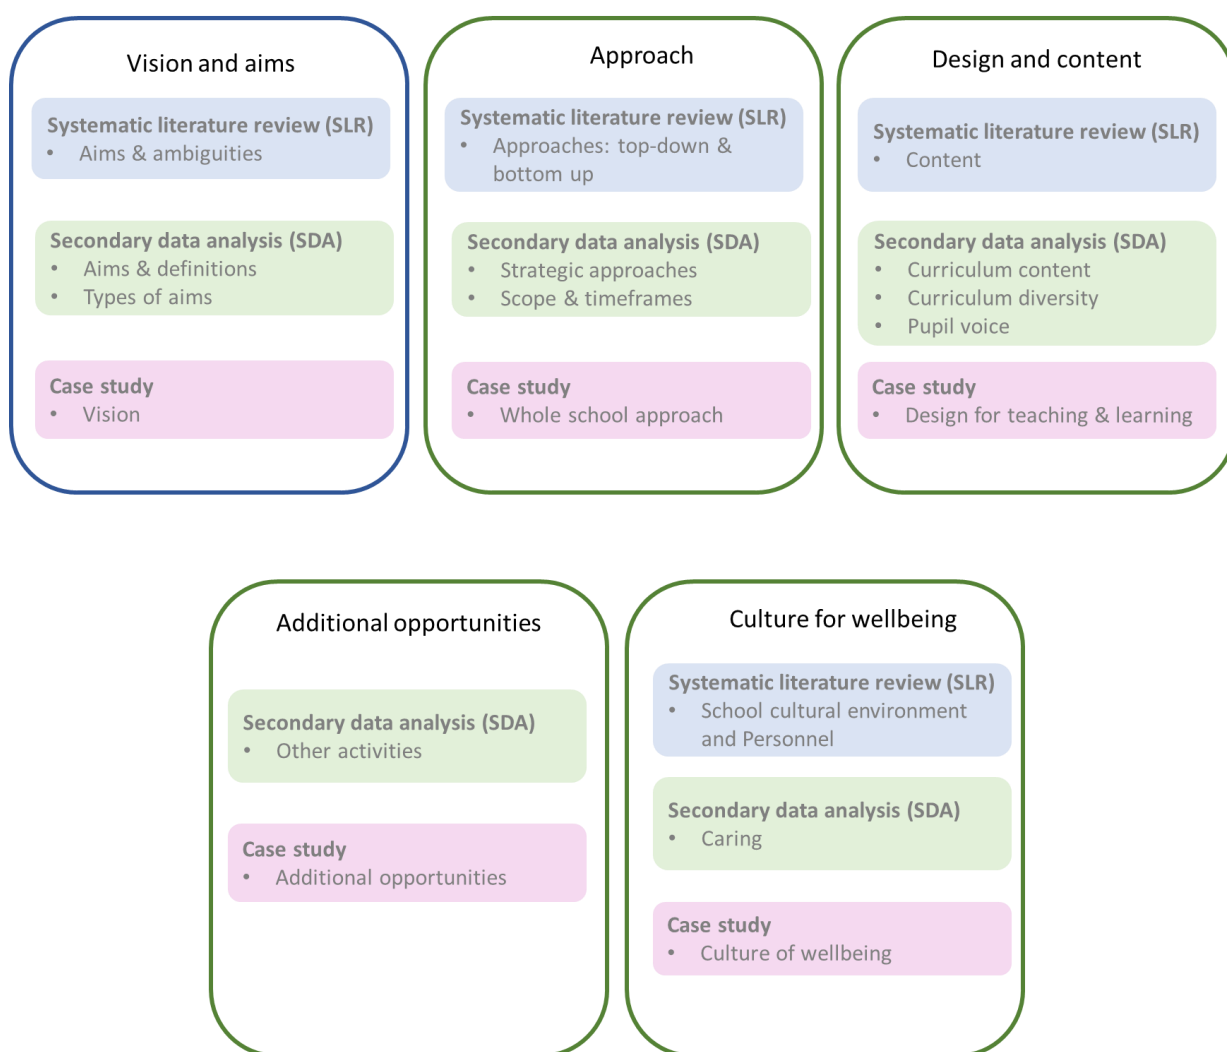 Vision and aims
Systematic literature review (SLR)
• Aims & ambiguities
Secondary data analysis (SDA)
• Aims & definitions
• Types of aims
Case study
• Vision
Approach
Systematic literature review (SLR)
• Approaches: top-down &
bottom up
Secondary data analysis (SDA)
• Strategic approaches
• Scope & timeframes
Case study
• Whole school approach
Design and content
Systematic literature review (SLR)
• Content
Secondary data analysis (SDA)
• Curriculum content
• Curriculum diversity
• Pupil voice
Case study
• Design for teaching & learning
Additional opportunities
Secondary data analysis (SDA)
• Other activities
Case study
• Additional opportunities
Culture for wellbeing
Systematic literature review (SLR)
• School cultural environment
and Personnel
Secondary data analysis (SDA)
• Caring
Case study
• Culture of wellbeing